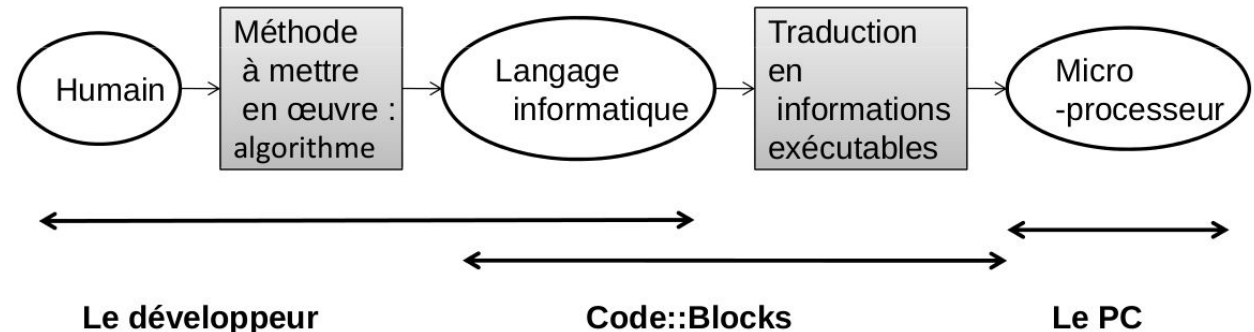 Humain
Méthode
à mettre
en œuvre :
algorithme
Langage
informatique
Traduction
en
informations
exécutables
Micro
-processeur
Le développeur
Code::Blocks
Le PC